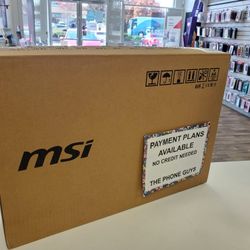 msi
PAYMENT PLANS
AVAILABLE
NO CREDIT NEEDED
THE PHONE GUYS